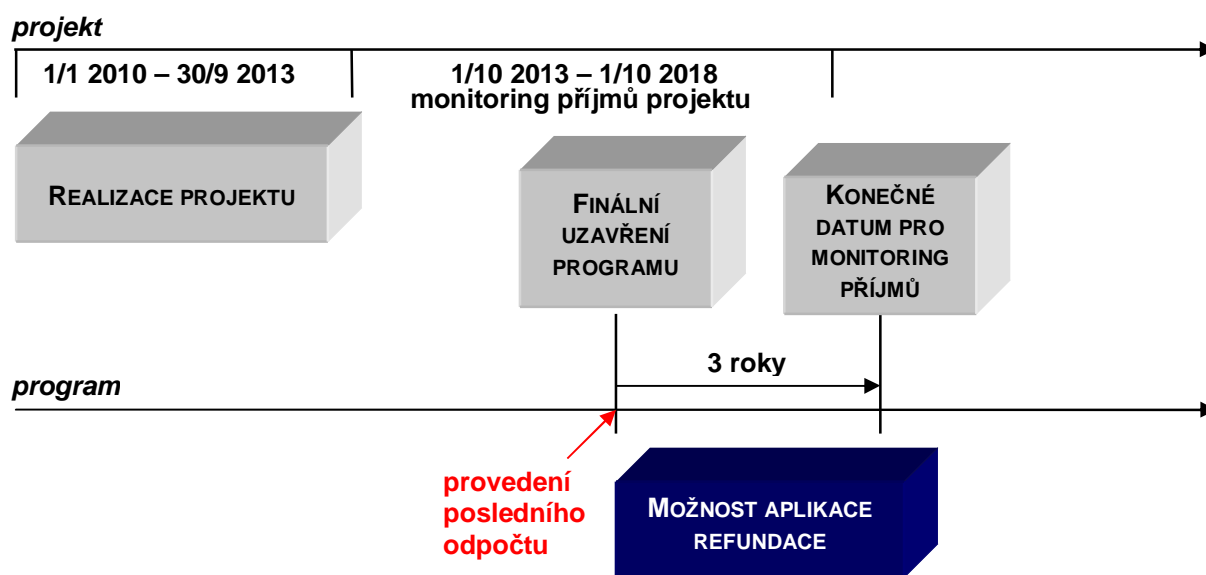 projekt
1/1 2010 – 30/9 2013
1/10 2013 – 1/10 2018
monitoring příjmů projektu
REALIZACE PROJEKTU
FINÁLNÍ
UZAVŘENÍ
PROGRAMU
KONEČNÉ
DATUM PRO
MONITORING
PŘÍJMŮ
3 roky
program
provedení
posledního
odpočtu
MOŽNOST APLIKACE
REFUNDACE